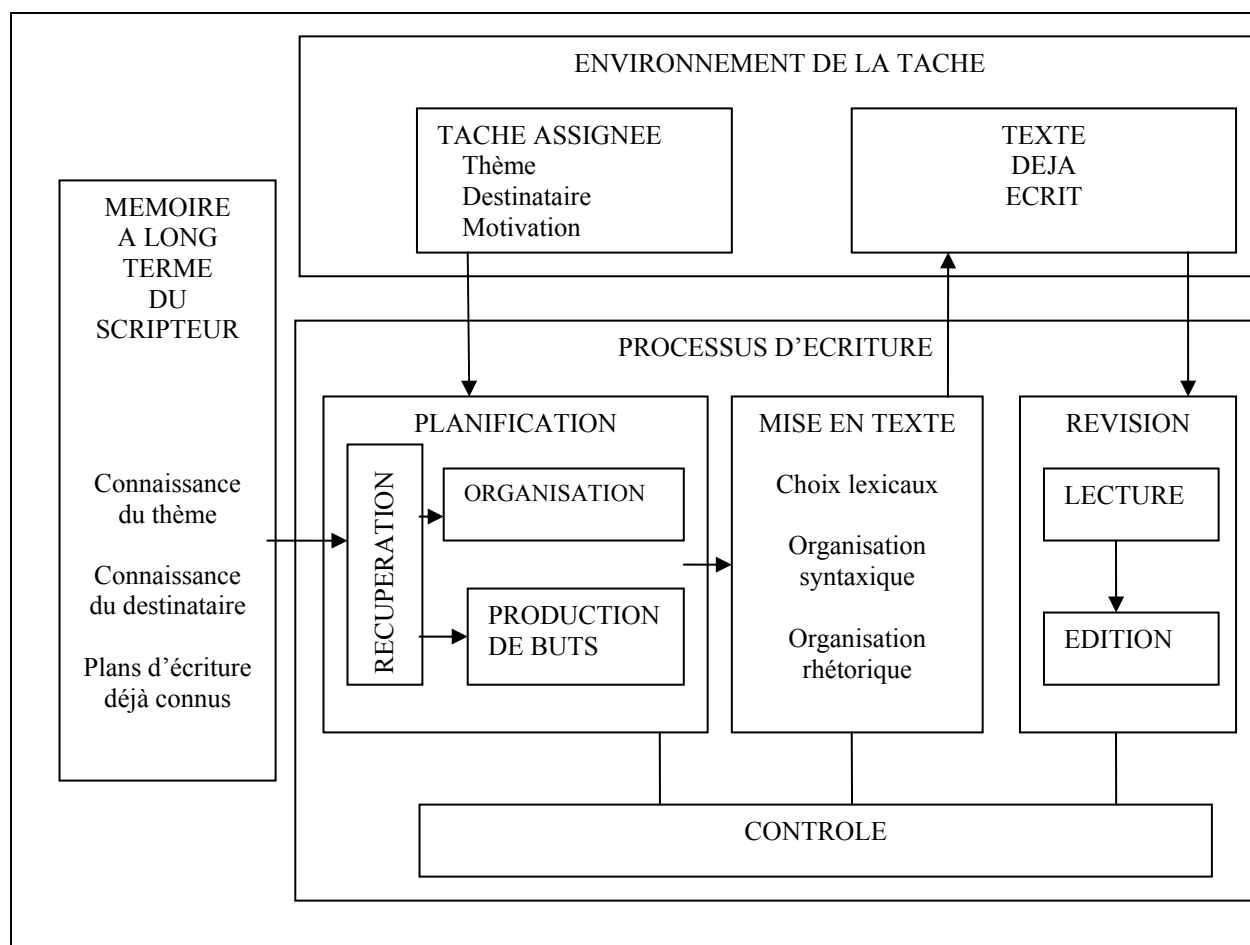 ENVIRONNEMENT DE LA TACHE
TACHE ASSIGNEE
Thème
Destinataire
Motivation
TEXTE
DEJA
ECRIT
MEMOIRE
A LONG
TERME
DU
SCRIPTEUR
Connaissance
du thème
Connaissance
du destinataire
Plans d’écriture
déjà connus
PROCESSUS D’ECRITURE
PLANIFICATION
RECUPERATION
ORGANISATION
PRODUCTION
DE BUTS
MISE EN TEXTE
Choix lexicaux
Organisation
syntaxique
Organisation
rhétorique
REVISION
LECTURE
EDITION
CONTROLE